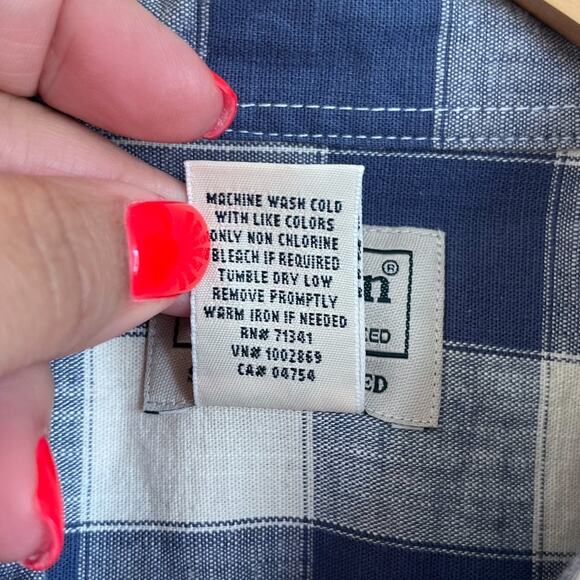 MACHINE WASH COLD
WITH LIKE COLORS
ONLY NON CHLORINE
BLEACH IF REQUIRED
TUMBLE DRY LOW
REMOVE PROMPTLY
WARM IRON IF NEEDED
RN# 71341
VN# 1002869
CA# 04754
n®
ED